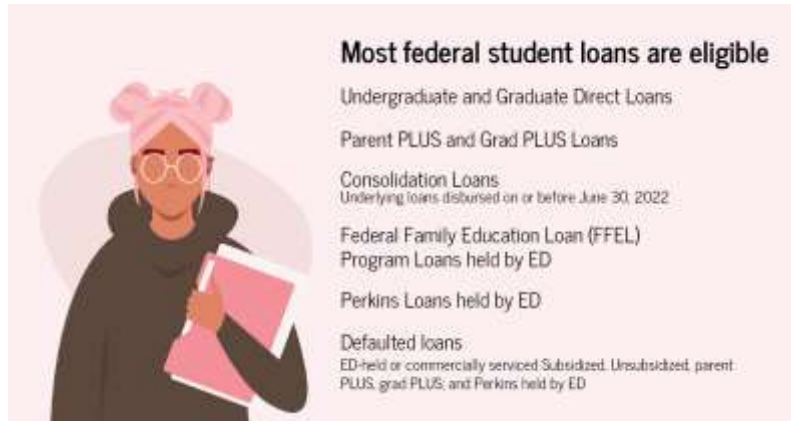 Most federal student loans are eligible
Undergraduate and Graduate Direct Loans
Parent PLUS and Grad PLUS Loans
Consolidation Loans
Underlying loans disbursed on or before June 30, 2022
Federal Family Education Loan (FFEL)
Program Loans held by ED
Perkins Loans held by ED
Defaulted loans
ED-held or commercially serviced Subsidized, Unsubsidized, parent
PLUS, grad PLUS; and Perkins held by ED